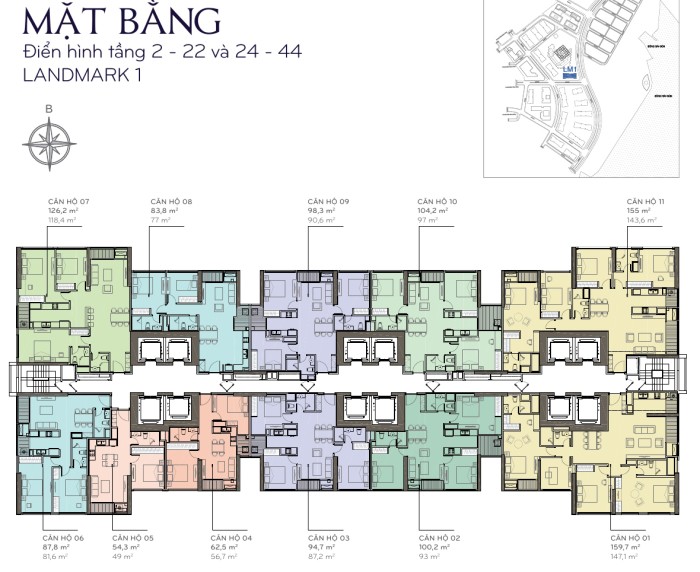 MẶT BẰNG
Điển hình tầng 2 - 22 và 24 - 44
LANDMARK 1
LM1
B
CĂN HỘ 07
126,2 m²
118,4 m²
CĂN HỘ 08
83,8 m²
77 m²
CĂN HỘ 09
98,3 m²
90,6 m²
CĂN HỘ 10
104,2 m²
97 m²
CĂN HỘ 11
155 m²
143,6 m²
CĂN HỘ 06
87,8 m²
81,6 m²
CĂN HỘ 05
54,3 m²
49 m²
CĂN HỘ 04
62,5 m²
56,7 m²
CĂN HỘ 03
94,7 m²
87,2 m²
CĂN HỘ 02
100,2 m²
93 m²
CĂN HỘ 01
159,7 m²
147,1 m²